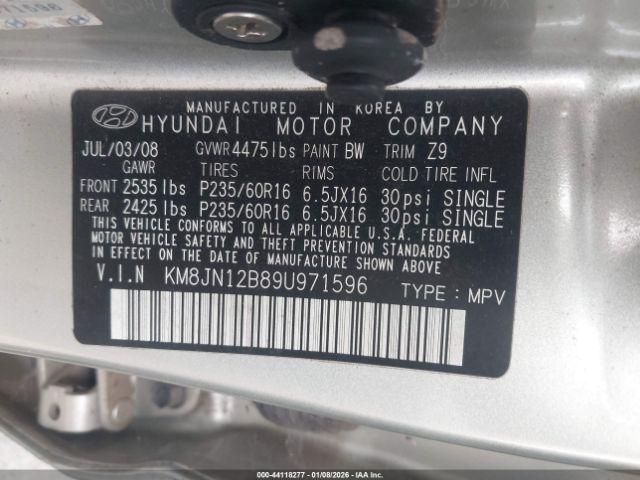 MANUFACTURED IN KOREA BY
HYUNDAI MOTOR COMPANY
JUL/03/08 GVWR 4475lbs PAINT BW TRIM Z9
GAWR TIRES RIMS COLD TIRE INFL
FRONT 2535 lbs P235/60R16 6.5JX16 30psi SINGLE
REAR 2425 lbs P235/60R16 6.5JX16 30psi SINGLE
THIS VEHICLE CONFORMS TO ALL APPLICABLE U.S.A. FEDERAL
MOTOR VEHICLE SAFETY AND THEFT PREVENTION STANDARDS
IN EFFECT ON THE DATE OF MANUFACTURE SHOWN ABOVE.
V.I.N KM8JN12B89U971596 TYPE : MPV
000-44118277 - 01/08/2026 - COPYRIGHT IAA